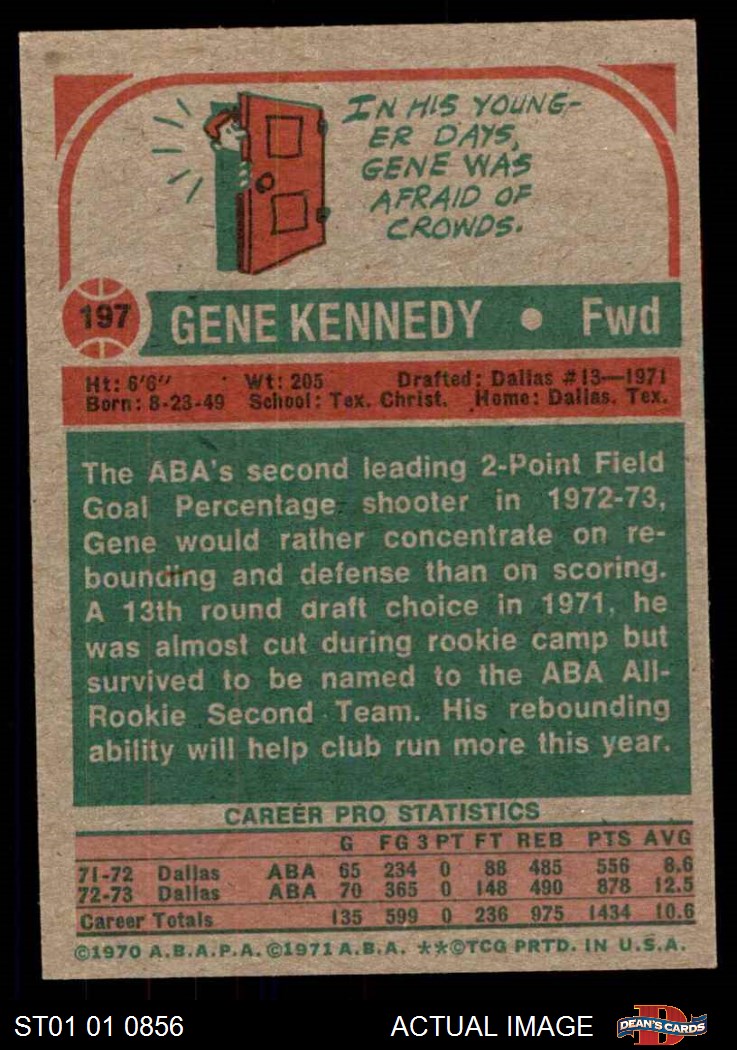 IN HIS YOUNG-
ER DAYS,
GENE WAS
AFRAID OF
CROWDS.
197 GENE KENNEDY • Fwd
Ht: 6'6" Wt: 205 Drafted: Dallas #13—1971
Born: 8-23-49 School: Tex. Christ. Home: Dallas, Tex.
The ABA's second leading 2-Point Field
Goal Percentage shooter in 1972-73,
Gene would rather concentrate on re-
bounding and defense than on scoring.
A 13th round draft choice in 1971, he
was almost cut during rookie camp but
survived to be named to the ABA All-
Rookie Second Team. His rebounding
ability will help club run more this year.
CAREER PRO STATISTICS
G FG 3 PT FT REB PTS AVG
71-72 Dallas ABA 65 234 0 88 485 556 8.6
72-73 Dallas ABA 70 365 0 148 490 878 12.5
Career Totals 135 599 0 236 975 1434 10.6
©1970 A.B.A.P.A. ©1971 A.B.A. **©TCG PRTD. IN U.S.A.
ST01 01 0856 ACTUAL IMAGE D DEAN'S CARDS